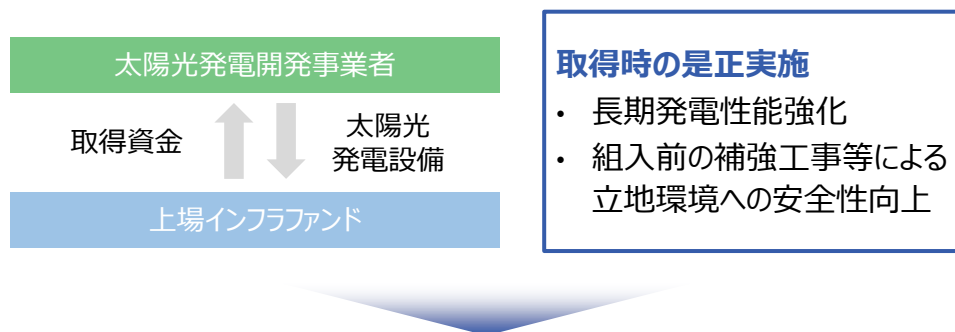 太陽光発電開発事業者
取得資金
太陽光
発電設備
上場インフラファンド
取得時の是正実施
• 長期発電性能強化
• 組入前の補強工事等による
立地環境への安全性向上